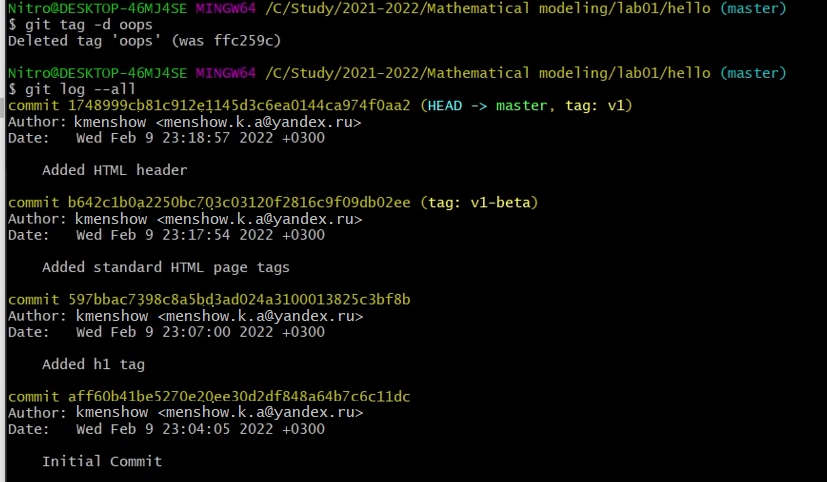 Nitro@DESKTOP-46MJ4SE MINGW64 /C/Study/2021-2022/Mathematical modeling/lab01/hello (master)
$ git tag -d oops
Deleted tag 'oops' (was ffc259c)
Nitro@DESKTOP-46MJ4SE MINGW64 /C/Study/2021-2022/Mathematical modeling/lab01/hello (master)
$ git log --all
commit 1748999cb81c912e1145d3c6ea0144ca974f0aa2 (HEAD -> master, tag: v1)
Author: kmenshow <menshow.k.a@yandex.ru>
Date:   Wed Feb 9 23:18:57 2022 +0300
Added HTML header
commit b642c1b0a2250bc703c03120f2816c9f09db02ee (tag: v1-beta)
Author: kmenshow <menshow.k.a@yandex.ru>
Date:   Wed Feb 9 23:17:54 2022 +0300
Added standard HTML page tags
commit 597bbac7398c8a5bd3ad024a3100013825c3bf8b
Author: kmenshow <menshow.k.a@yandex.ru>
Date:   Wed Feb 9 23:07:00 2022 +0300
Added h1 tag
commit aff60b41be5270e20ee30d2df848a64b7c6c11dc
Author: kmenshow <menshow.k.a@yandex.ru>
Date:   Wed Feb 9 23:04:05 2022 +0300
Initial Commit